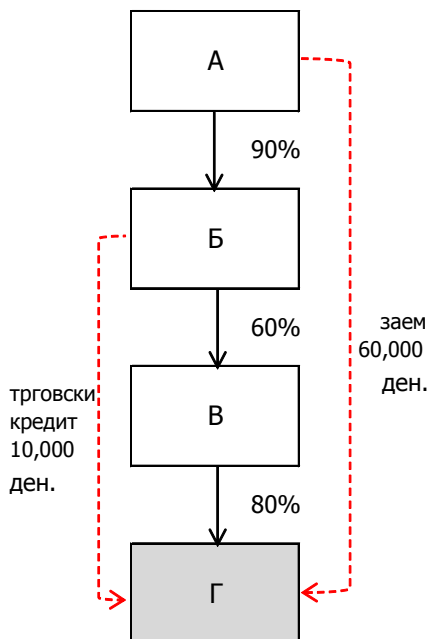 А
90%
Б
60%
заем
60,000
ден.
трговски
кредит
10,000
ден.
В
80%
Г